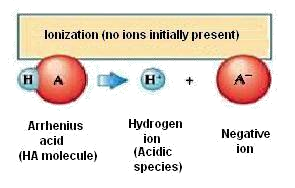 Ionization (no ions initially present)
H A H⁺ + A⁻
Arrhenius Hydrogen Negative
acid ion ion
(HA molecule) (Acidic
species)